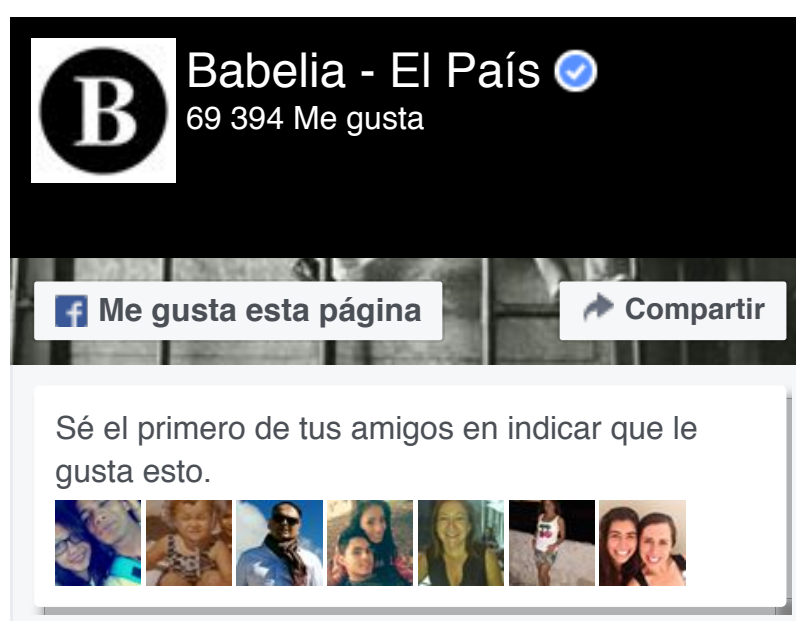 B
Babelia - El País
69 394 Me gusta
Me gusta esta página
Compartir
Sé el primero de tus amigos en indicar que le
gusta esto.